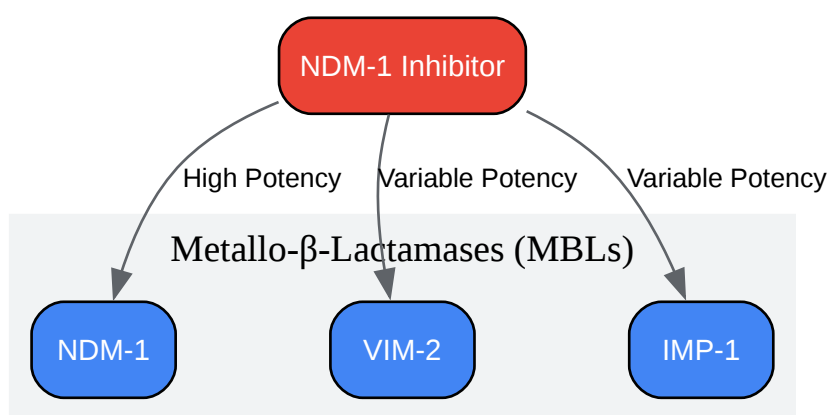 NDM-1 Inhibitor
High Potency
Variable Potency
Variable Potency
Metallo-β-Lactamases (MBLs)
NDM-1
VIM-2
IMP-1